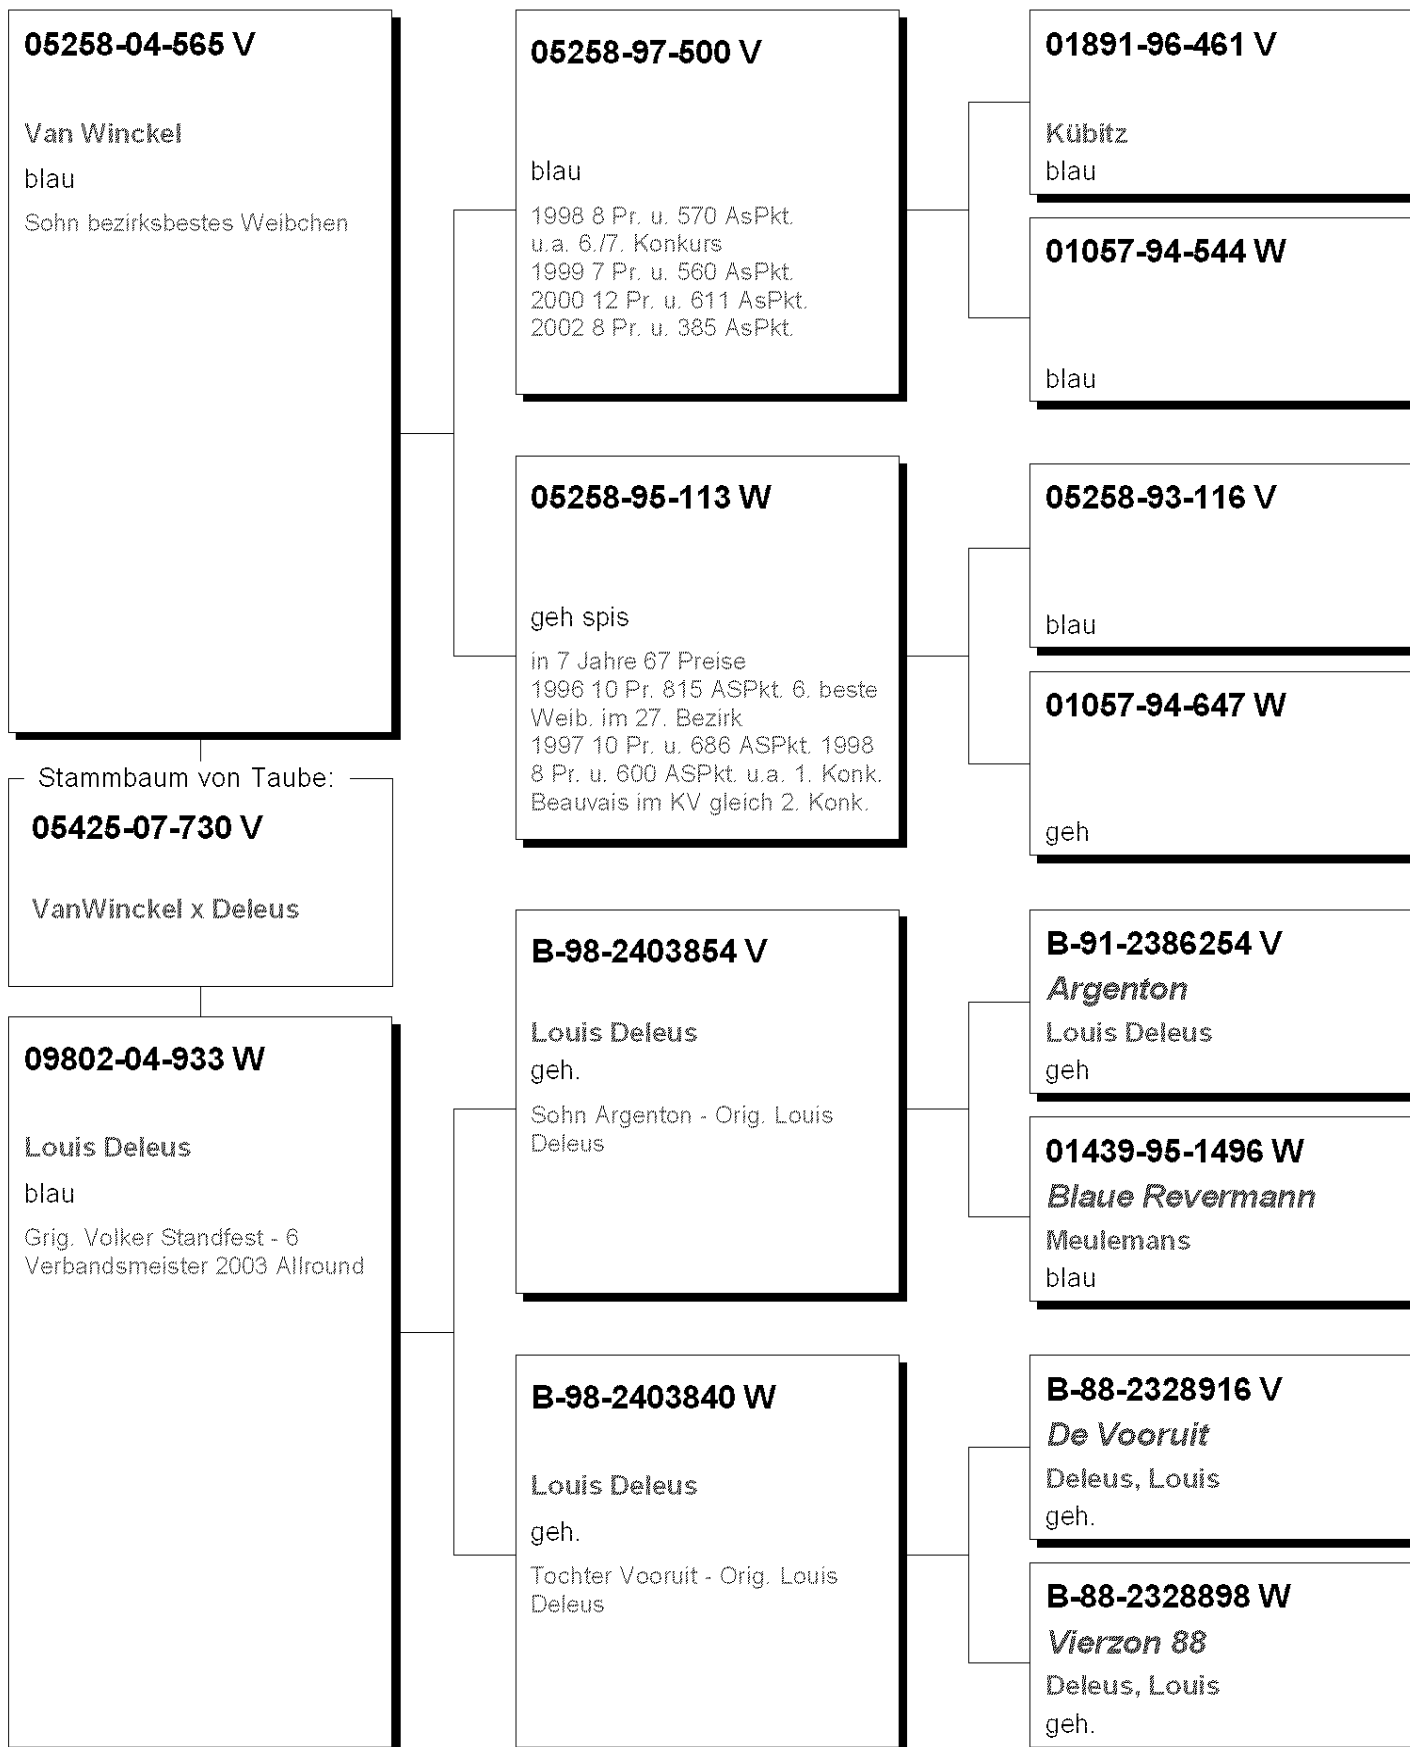 05258-04-565 V
Van Winckel
blau
Sohn bezirksbestes Weibchen
Stammbaum von Taube:
05425-07-730 V
VanWinckel x Deleus
09802-04-933 W
Louis Deleus
blau
Grig. Volker Standfest - 6
Verbandsmeister 2003 Allround
05258-97-500 V
blau
1998 8 Pr. u. 570 AsPkt.
u.a. 6./7. Konkurs
1999 7 Pr. u. 560 AsPkt.
2000 12 Pr. u. 611 AsPkt.
2002 8 Pr. u. 385 AsPkt.
05258-95-113 W
geh spis
in 7 Jahre 67 Preise
1996 10 Pr. 815 ASPkt. 6. beste
Weib. im 27. Bezirk
1997 10 Pr. u. 686 ASPkt. 1998
8 Pr. u. 600 ASPkt. u.a. 1. Konk.
Beauvais im KV gleich 2. Konk.
B-98-2403854 V
Louis Deleus
geh.
Sohn Argenton - Orig. Louis
Deleus
B-98-2403840 W
Louis Deleus
geh.
Tochter Vooruit - Orig. Louis
Deleus
01891-96-461 V
Kübitz
blau
01057-94-544 W
blau
05258-93-116 V
blau
01057-94-647 W
geh
B-91-2386254 V
Argenton
Louis Deleus
geh
01439-95-1496 W
Blaue Revermann
Meulemans
blau
B-88-2328916 V
De Vooruit
Deleus, Louis
geh.
B-88-2328898 W
Vierzon 88
Deleus, Louis
geh.